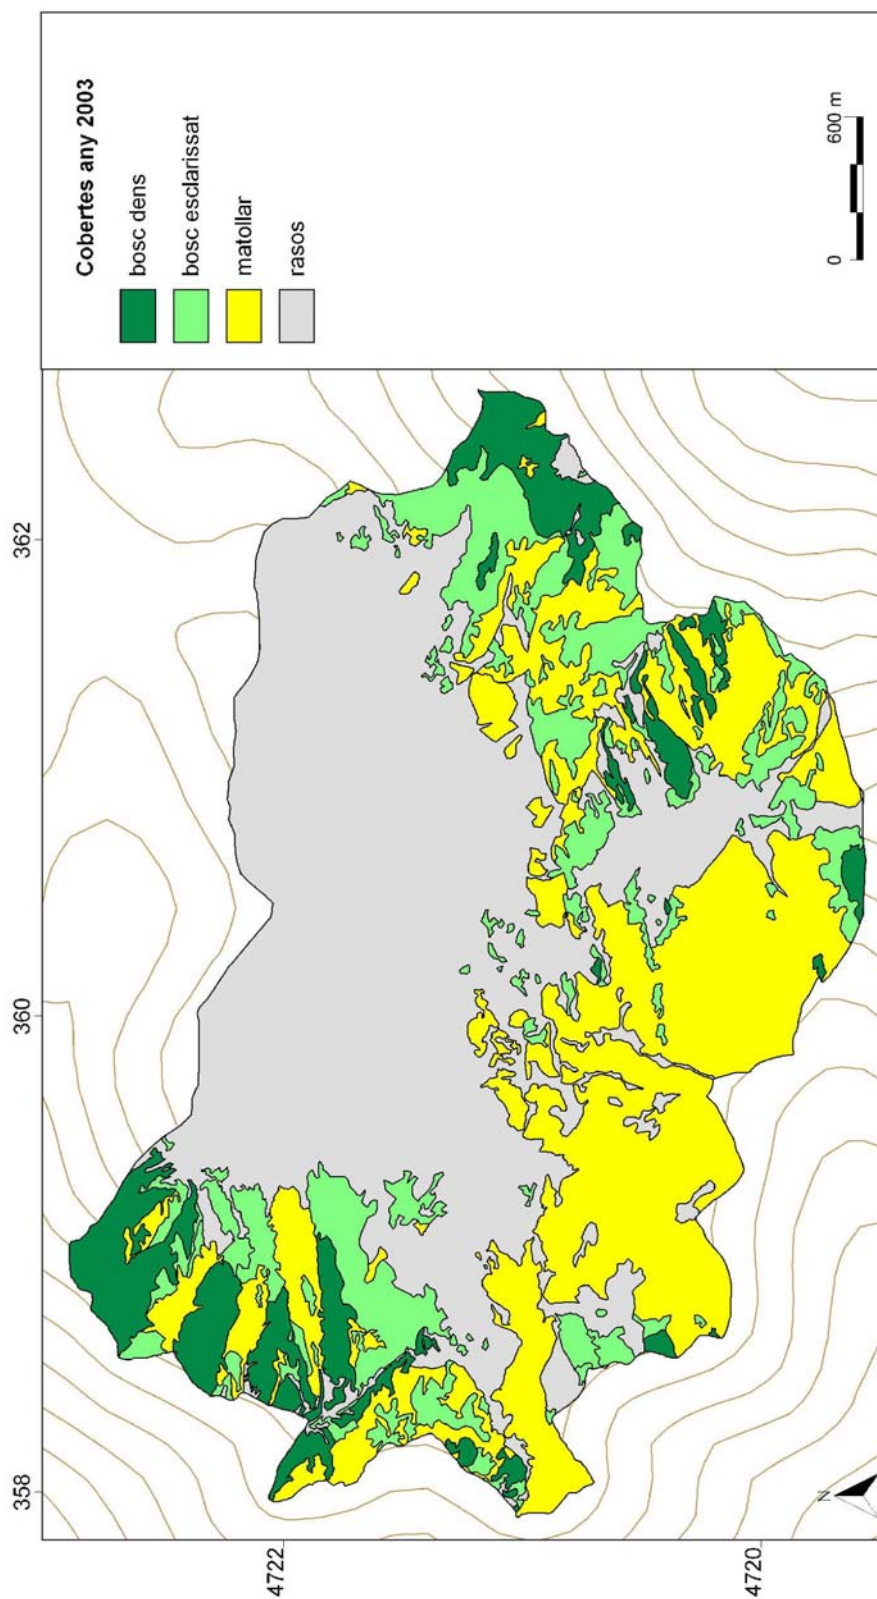 Cobertes any 2003
bosc dens
bosc esclarissat
matollar
rasos
0
600 m
358
360
362
4722
4720
N